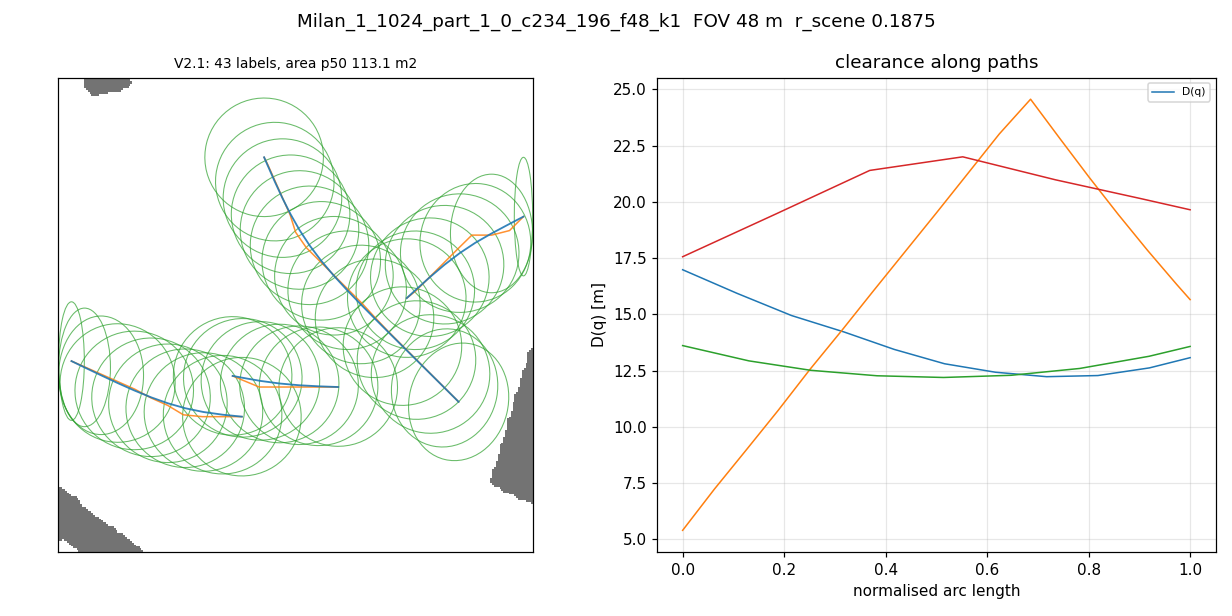 Milan_1_1024_part_1_0_c234_196_f48_k1  FOV 48 m  r_scene 0.1875
V2.1: 43 labels, area p50 113.1 m2
clearance along paths
D(q)
D(q) [m]
25.0
22.5
20.0
17.5
15.0
12.5
10.0
7.5
5.0
0.0 0.2 0.4 0.6 0.8 1.0
normalised arc length